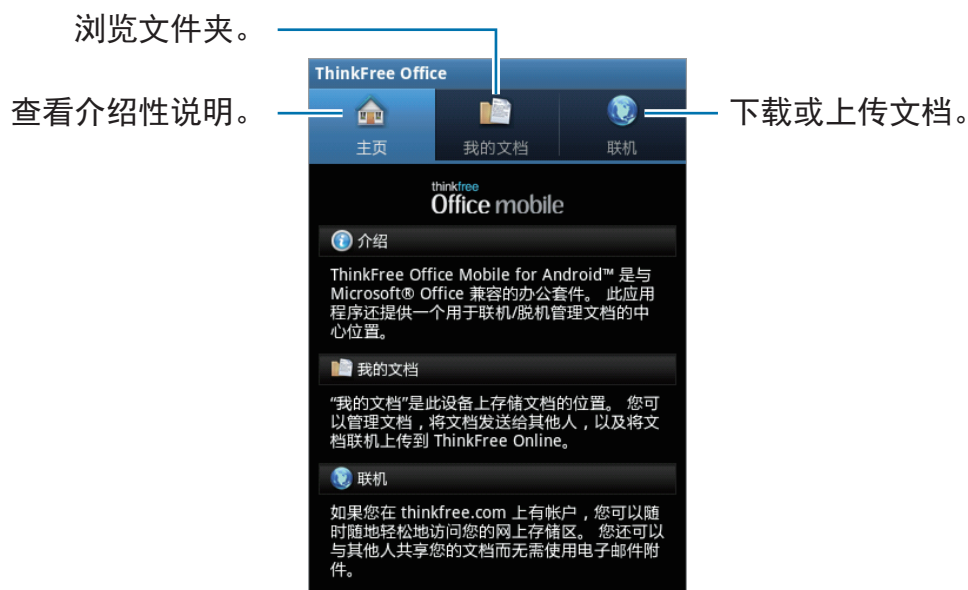 浏览文件夹。
ThinkFree Office
查看介绍性说明。
下载或上传文档。
主页
我的文档
联机
thinkfree
Office mobile
介绍
ThinkFree Office Mobile for Android™ 是与
Microsoft® Office 兼容的办公套件。 此应用
程序还提供一个用于联机/脱机管理文档的中
心位置。
我的文档
“我的文档”是此设备上存储文档的位置。 您可
以管理文档，将文档发送给其他人，以及将文
档联机上传到 ThinkFree Online。
联机
如果您在 thinkfree.com 上有帐户，您可以随
时随地轻松地访问您的网上存储区。 您还可以
与其他人共享您的文档而无需使用电子邮件附
件。